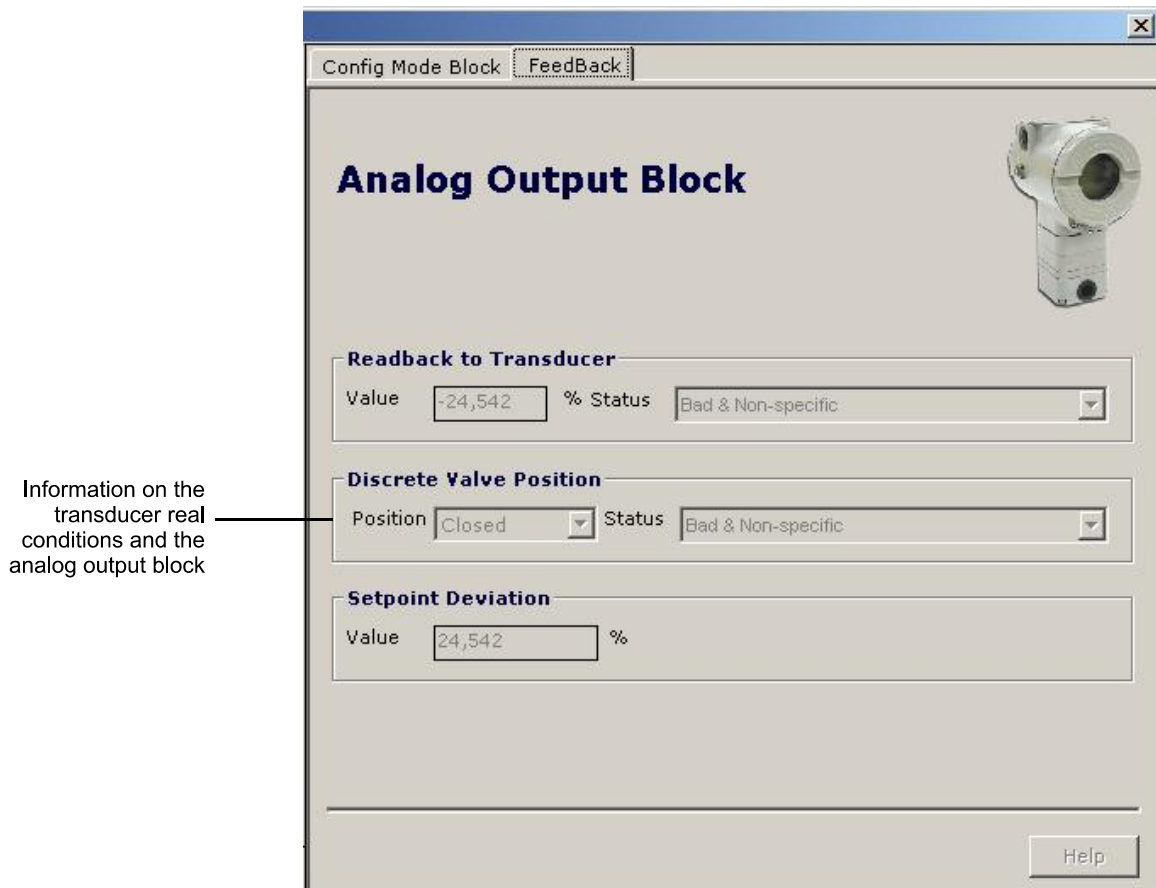 Config Mode Block FeedBack
Analog Output Block
Readback to Transducer
Value -24,542 % Status Bad & Non-specific
Information on the
transducer real
conditions and the
analog output block
Discrete Valve Position
Position Closed Status Bad & Non-specific
Setpoint Deviation
Value 24,542 %
Help